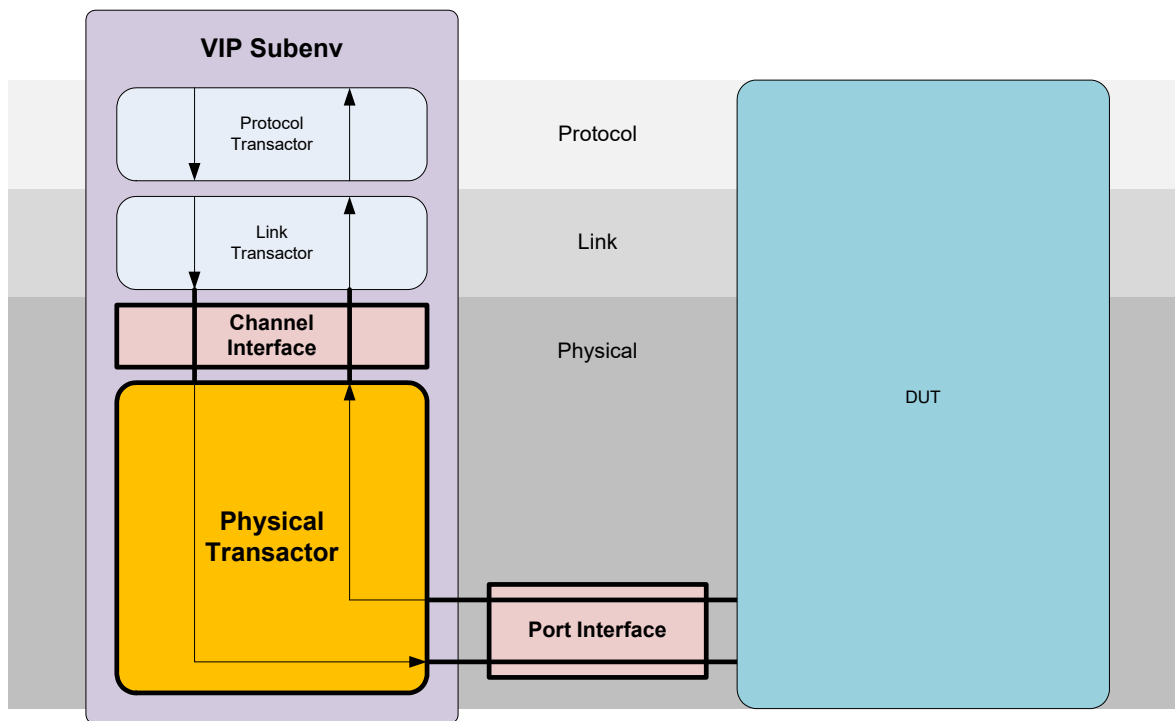 VIP Subenv
Protocol
Transactor
Protocol
Link
Transactor
Link
Channel
Interface
Physical
DUT
Physical
Transactor
Port Interface